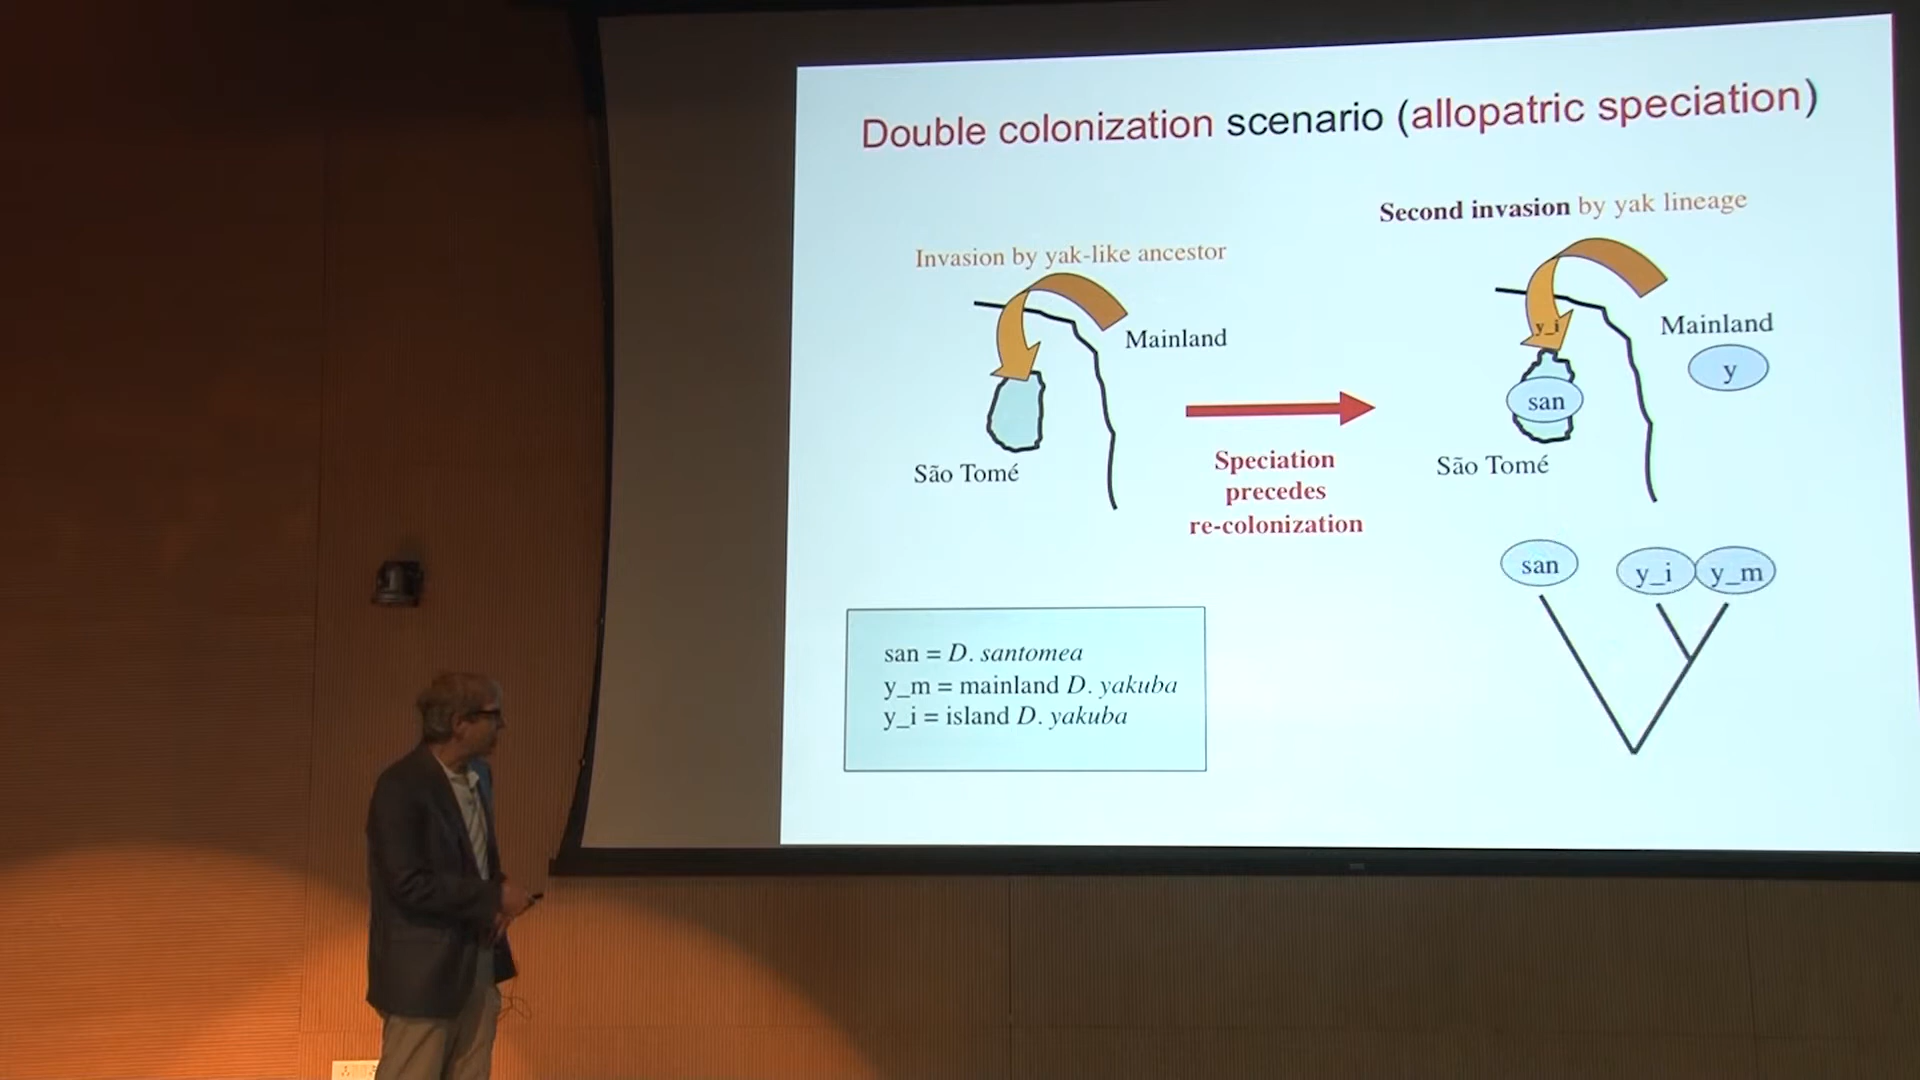 Double colonization scenario (allopatric speciation)
Second invasion by yak lineage
Invasion by yak-like ancestor
Mainland
São Tomé
Speciation
precedes
re-colonization
y_i
san
Mainland
y
São Tomé
san
y_i
y_m
san = D. santomea
y_m = mainland D. yakuba
y_i = island D. yakuba